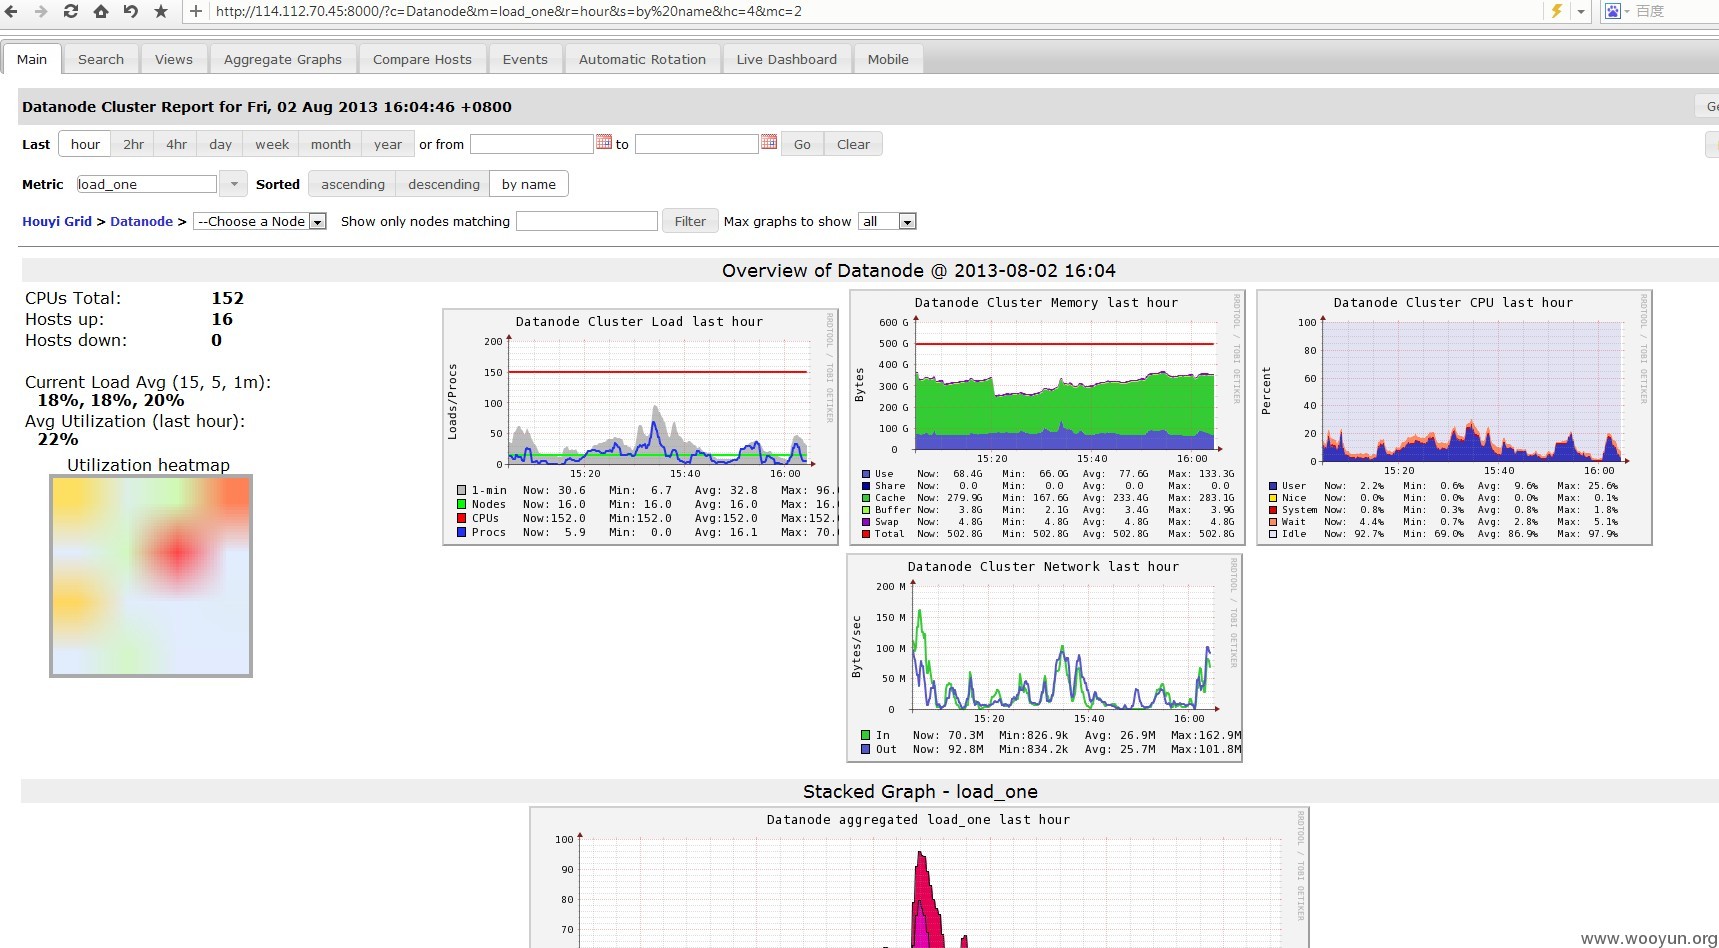 http://114.112.70.45:8000/?c=Datanode&m=load_one&r=hour&s=by%20name&hc=4&mc=2 百度
Main Search Views Aggregate Graphs Compare Hosts Events Automatic Rotation Live Dashboard Mobile
Datanode Cluster Report for Fri, 02 Aug 2013 16:04:46 +0800 Ge
Last hour 2hr 4hr day week month year or from to Go Clear
Metric load_one Sorted ascending descending by name
Houyi Grid > Datanode > --Choose a Node Show only nodes matching Filter Max graphs to show all
Overview of Datanode @ 2013-08-02 16:04
CPUs Total: 152
Hosts up: 16
Hosts down: 0
Current Load Avg (15, 5, 1m):
18%, 18%, 20%
Avg Utilization (last hour):
22%
Utilization heatmap
Datanode Cluster Load last hour
RRDTOOL / TOBI OETIKER
Loads/Procs
200
150
100
50
0
15:20 15:40 16:00
1-min Now: 30.6 Min: 6.7 Avg: 32.8 Max: 96.
Nodes Now: 16.0 Min: 16.0 Avg: 16.0 Max: 16.
CPUs Now:152.0 Min:152.0 Avg:152.0 Max:152.
Procs Now: 5.9 Min: 0.0 Avg: 16.1 Max: 70.
Datanode Cluster Memory last hour
RRDTOOL / TOBI OETIKER
Bytes
600 G
500 G
400 G
300 G
200 G
100 G
0
15:20 15:40 16:00
Use Now: 68.4G Min: 66.0G Avg: 77.6G Max: 133.3G
Share Now: 0.0 Min: 0.0 Avg: 0.0 Max: 0.0
Cache Now: 279.9G Min: 167.6G Avg: 233.4G Max: 283.1G
Buffer Now: 3.8G Min: 2.1G Avg: 3.4G Max: 3.9G
Swap Now: 4.8G Min: 4.8G Avg: 4.8G Max: 4.8G
Total Now: 502.8G Min: 502.8G Avg: 502.8G Max: 502.8G
Datanode Cluster CPU last hour
RRDTOOL / TOBI OETIKER
Percent
100
80
60
40
20
0
15:20 15:40 16:00
User Now: 2.2% Min: 0.6% Avg: 9.6% Max: 25.6%
Nice Now: 0.0% Min: 0.0% Avg: 0.0% Max: 0.1%
System Now: 0.8% Min: 0.3% Avg: 0.8% Max: 1.8%
Wait Now: 4.4% Min: 0.7% Avg: 2.8% Max: 5.1%
Idle Now: 92.7% Min: 69.0% Avg: 86.9% Max: 97.9%
Datanode Cluster Network last hour
RRDTOOL / TOBI OETIKER
Bytes/sec
200 M
150 M
100 M
50 M
0
15:20 15:40 16:00
In Now: 70.3M Min:826.9k Avg: 26.9M Max:162.9M
Out Now: 92.8M Min:834.2k Avg: 25.7M Max:101.8M
Stacked Graph - load_one
Datanode aggregated load_one last hour
RRDTOOL / TOBI OETIKER
100
90
80
70
www.wooyun.org